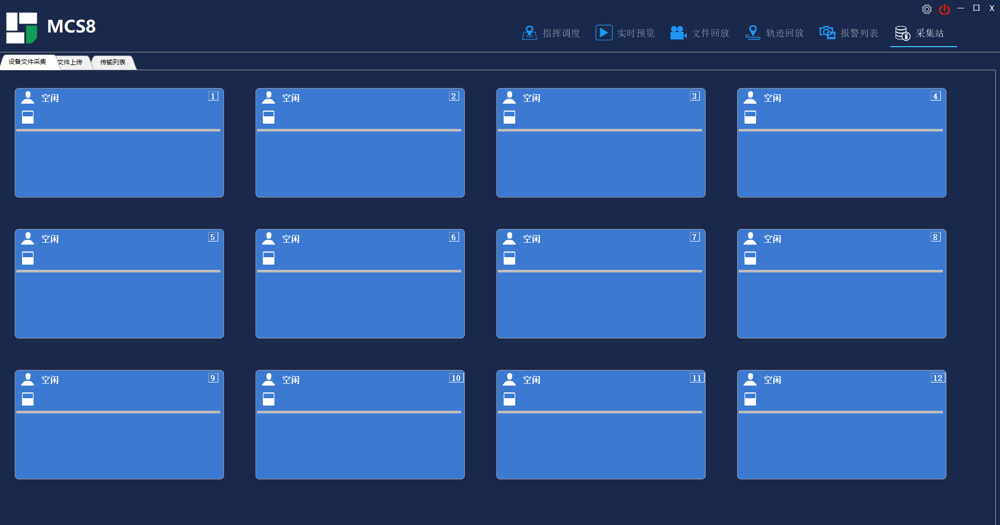 MCS8
指挥调度 实时预览 文件回放 轨迹回放 报警列表 采集站
设备文件采集 文件上传 传输列表
空闲 1 空闲 2 空闲 3 空闲 4
空闲 5 空闲 6 空闲 7 空闲 8
空闲 9 空闲 10 空闲 11 空闲 12